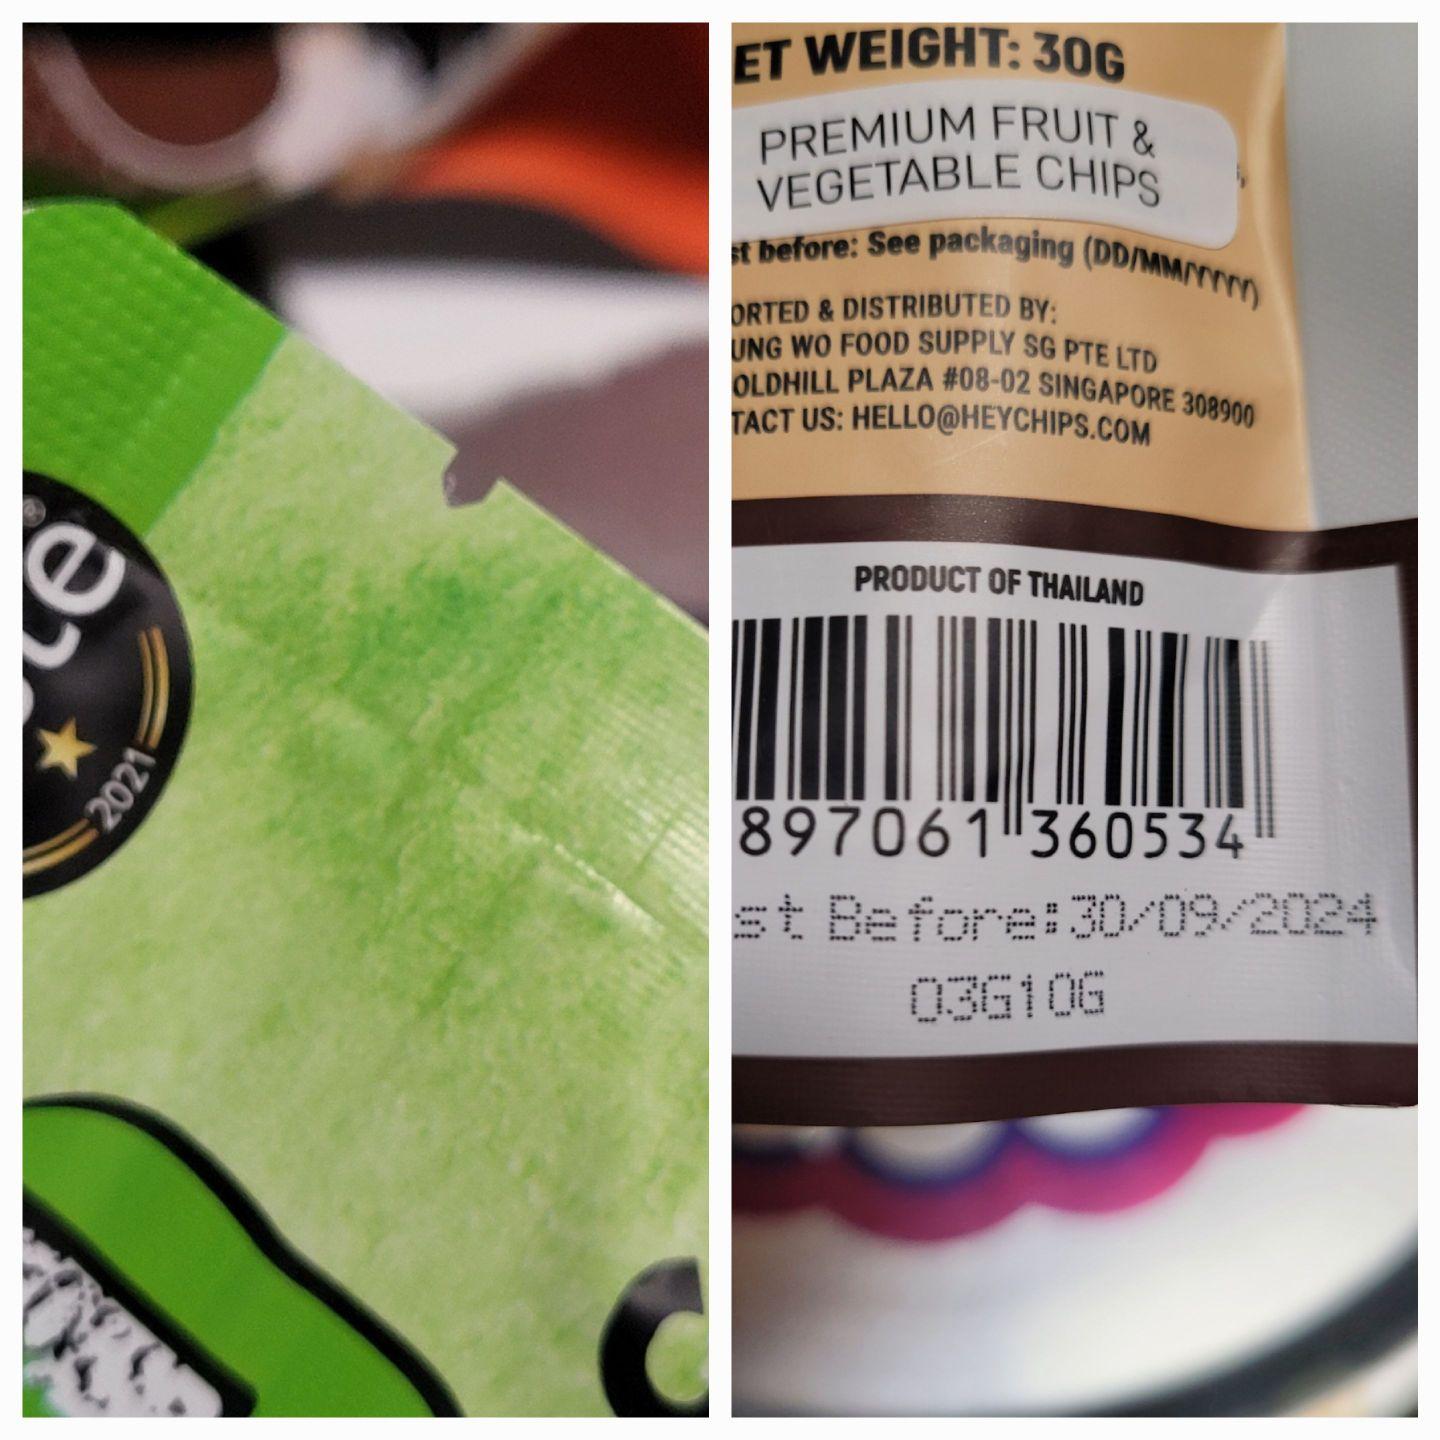 2021
ET WEIGHT: 30G
PREMIUM FRUIT &
VEGETABLE CHIPS
st before: See packaging (DD/MM/YYYY)
ORTED & DISTRIBUTED BY:
UNG WO FOOD SUPPLY SG PTE LTD
OLDHILL PLAZA #08-02 SINGAPORE 308900
TACT US: HELLO@HEYCHIPS.COM
PRODUCT OF THAILAND
897061 360534
st Before:30/09/2024
03G10G